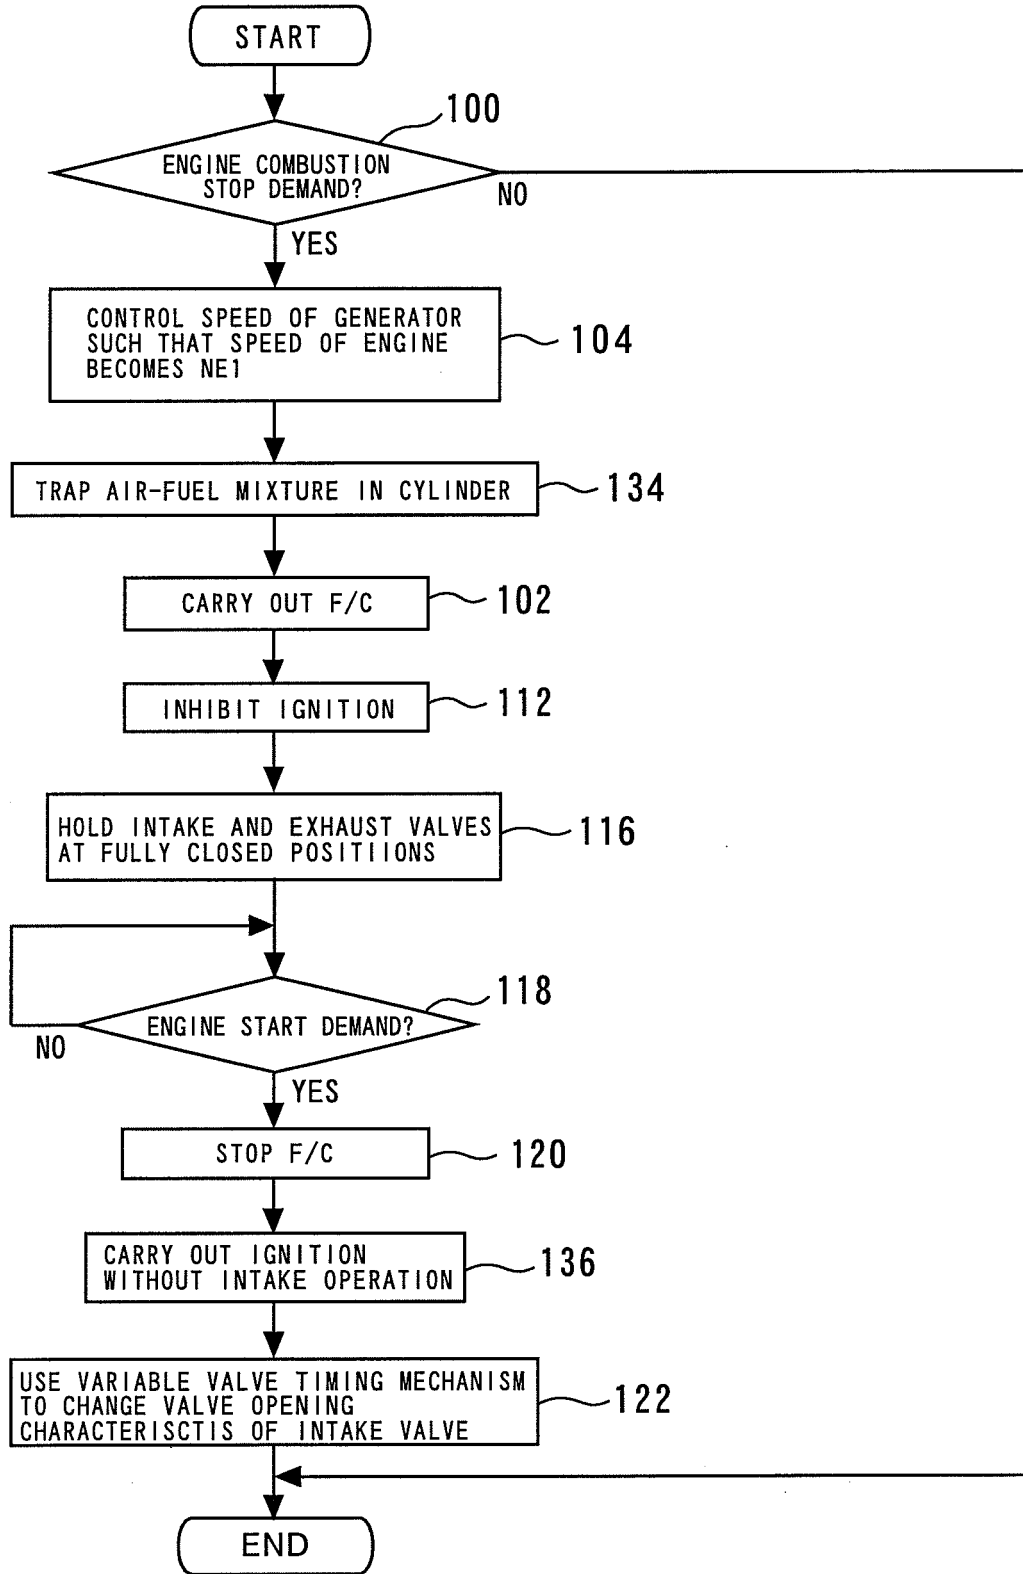 START
100
ENGINE COMBUSTION
STOP DEMAND?
NO
YES
CONTROL SPEED OF GENERATOR
SUCH THAT SPEED OF ENGINE
BECOMES NE1
104
TRAP AIR-FUEL MIXTURE IN CYLINDER
134
CARRY OUT F/C
102
INHIBIT IGNITION
112
HOLD INTAKE AND EXHAUST VALVES
AT FULLY CLOSED POSITIIONS
116
118
ENGINE START DEMAND?
NO
YES
STOP F/C
120
CARRY OUT IGNITION
WITHOUT INTAKE OPERATION
136
USE VARIABLE VALVE TIMING MECHANISM
TO CHANGE VALVE OPENING
CHARACTERISCTIS OF INTAKE VALVE
122
END